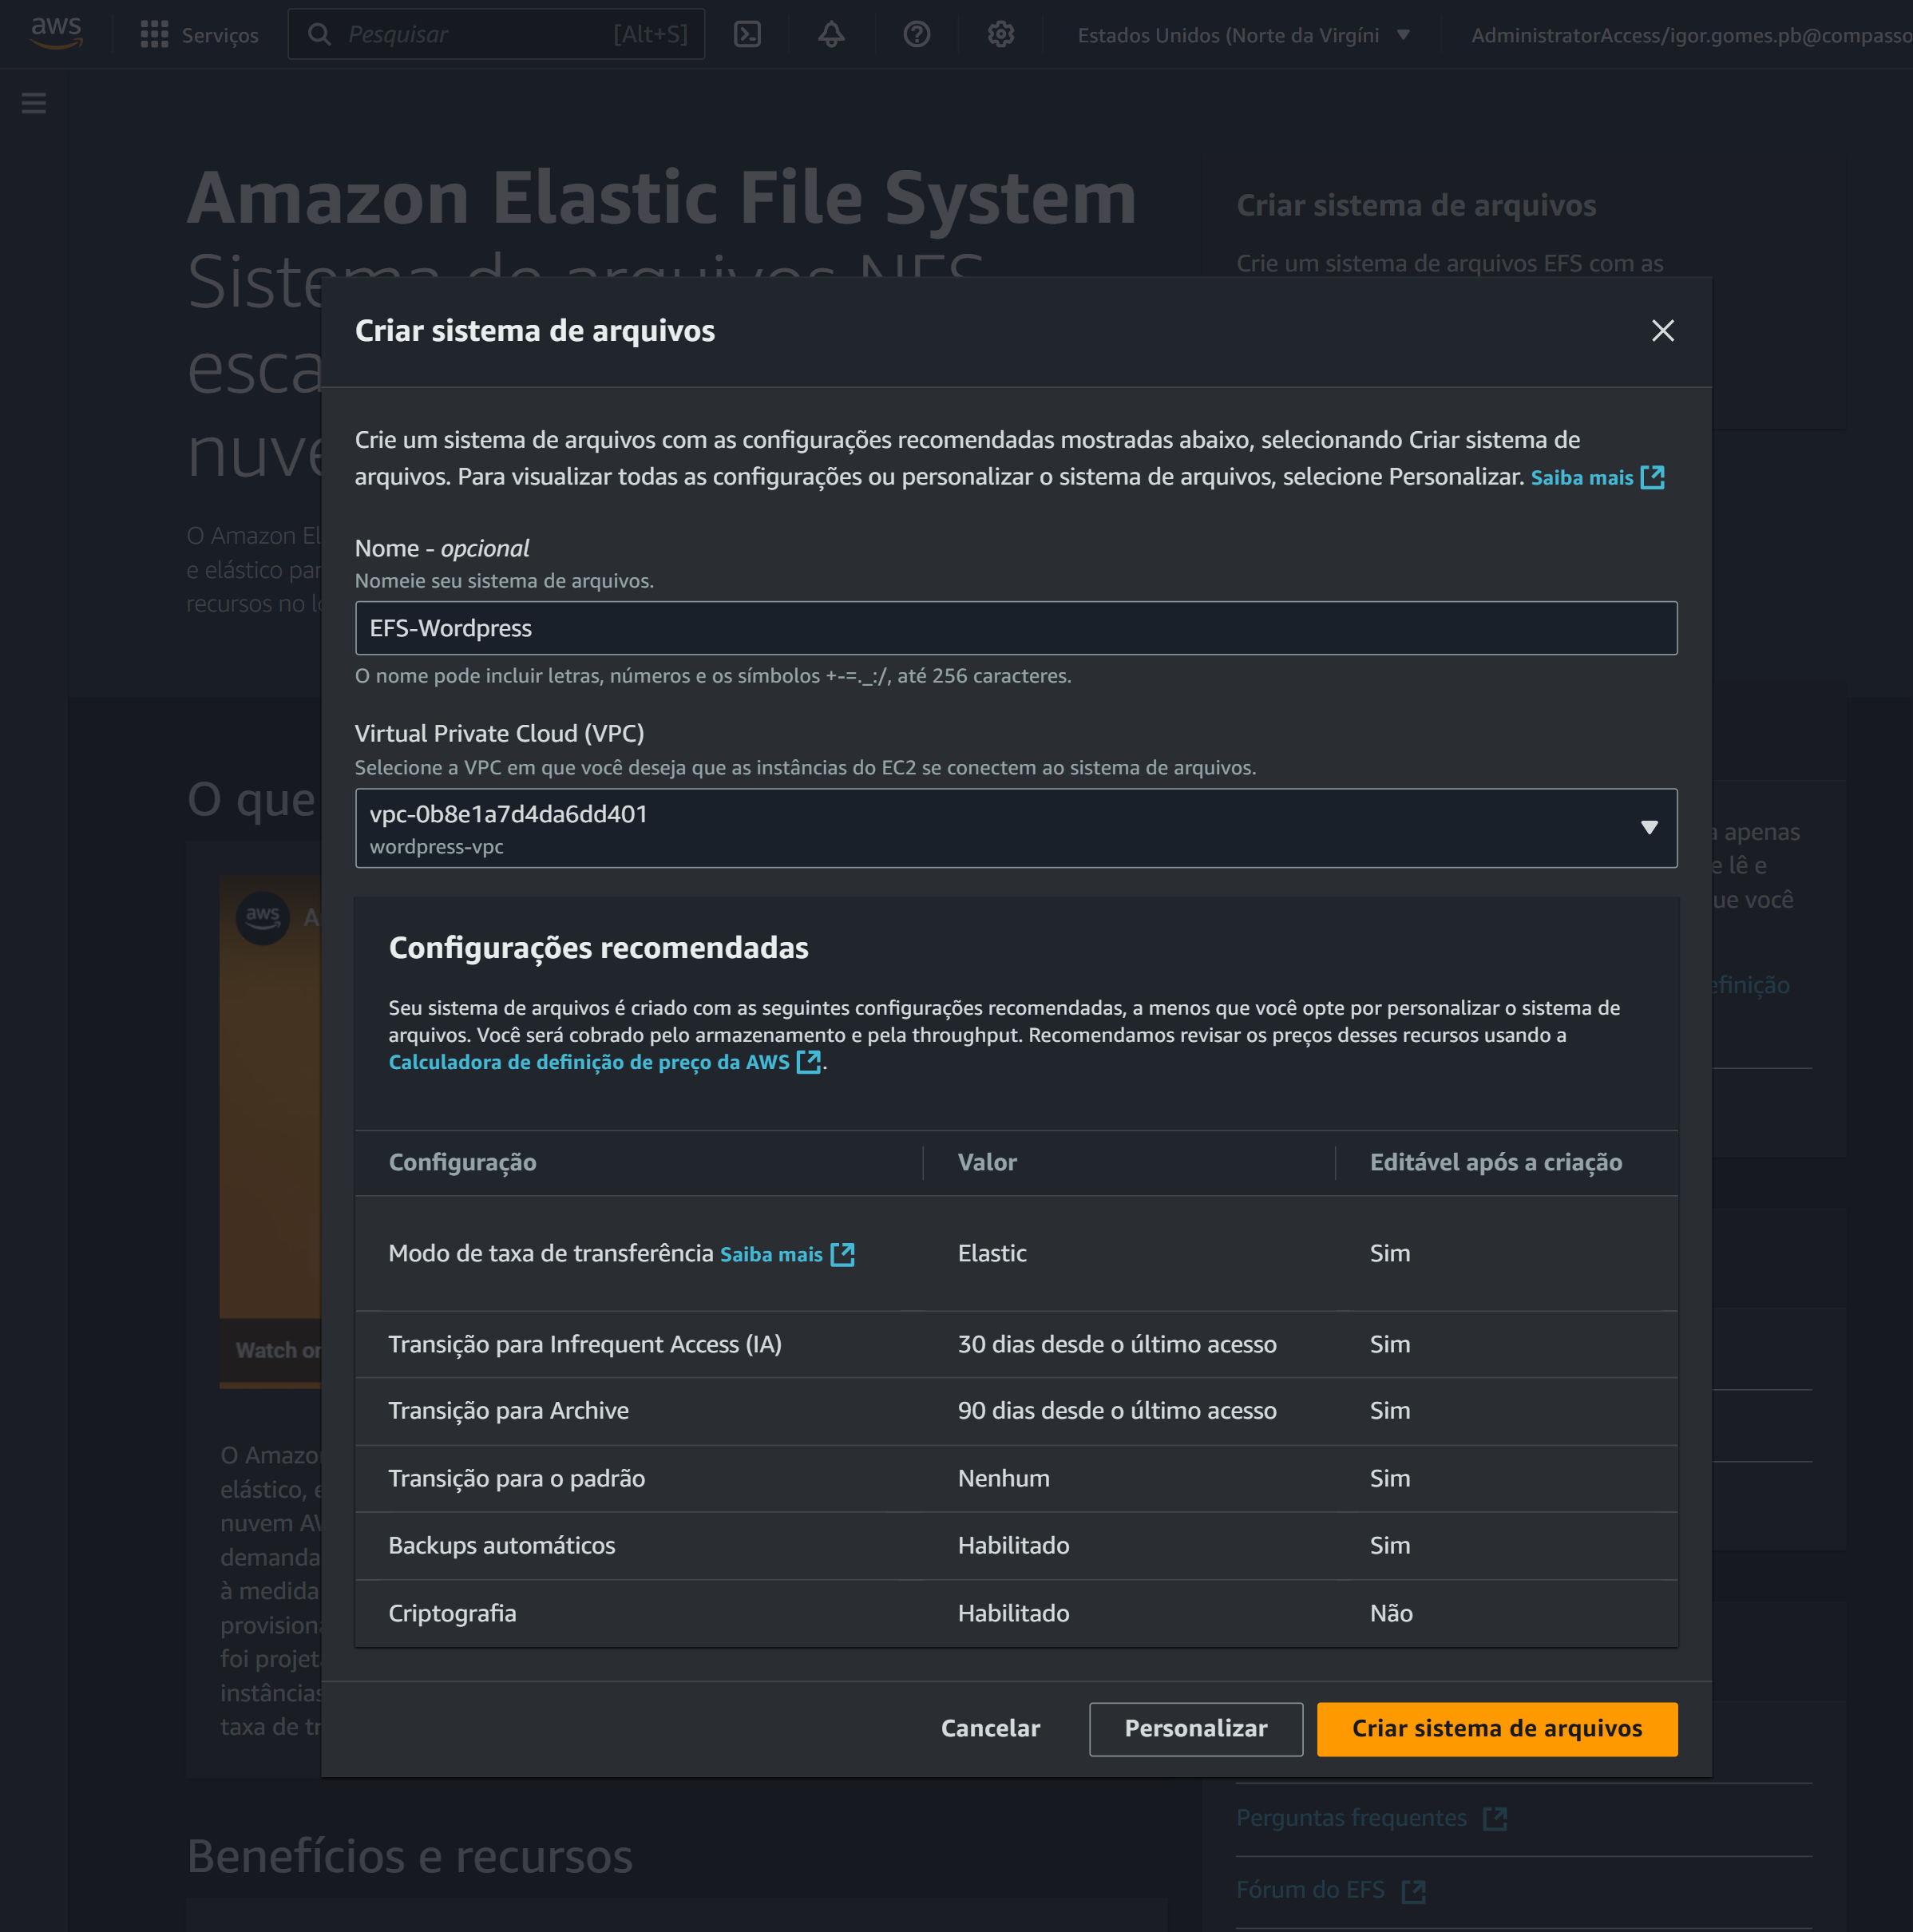 aws
Serviços
Pesquisar
[Alt+S]
Estados Unidos (Norte da Virgíni
AdministratorAccess/igor.gomes.pb@compasso
Amazon Elastic File System
Sistema de arquivos NFS
esca
nuve
O Amazon El
e elástico par
recursos no lo
Criar sistema de arquivos
Crie um sistema de arquivos EFS com as
Criar sistema de arquivos
Crie um sistema de arquivos com as configurações recomendadas mostradas abaixo, selecionando Criar sistema de
arquivos. Para visualizar todas as configurações ou personalizar o sistema de arquivos, selecione Personalizar. Saiba mais
Nome - opcional
Nomeie seu sistema de arquivos.
EFS-Wordpress
O nome pode incluir letras, números e os símbolos +-=._:/, até 256 caracteres.
Virtual Private Cloud (VPC)
Selecione a VPC em que você deseja que as instâncias do EC2 se conectem ao sistema de arquivos.
vpc-0b8e1a7d4da6dd401
wordpress-vpc
Configurações recomendadas
Seu sistema de arquivos é criado com as seguintes configurações recomendadas, a menos que você opte por personalizar o sistema de
arquivos. Você será cobrado pelo armazenamento e pela throughput. Recomendamos revisar os preços desses recursos usando a
Calculadora de definição de preço da AWS.
Configuração Valor Editável após a criação
Modo de taxa de transferência Saiba mais Elastic Sim
Transição para Infrequent Access (IA) 30 dias desde o último acesso Sim
Transição para Archive 90 dias desde o último acesso Sim
Transição para o padrão Nenhum Sim
Backups automáticos Habilitado Sim
Criptografia Habilitado Não
Cancelar
Personalizar
Criar sistema de arquivos
O que
aws A
Watch on
O Amazo
elástico, e
nuvem AW
demanda
à medida
provisiona
foi projet
instâncias
taxa de tr
a apenas
e lê e
ue você
efinição
Benefícios e recursos
Perguntas frequentes
Fórum do EFS